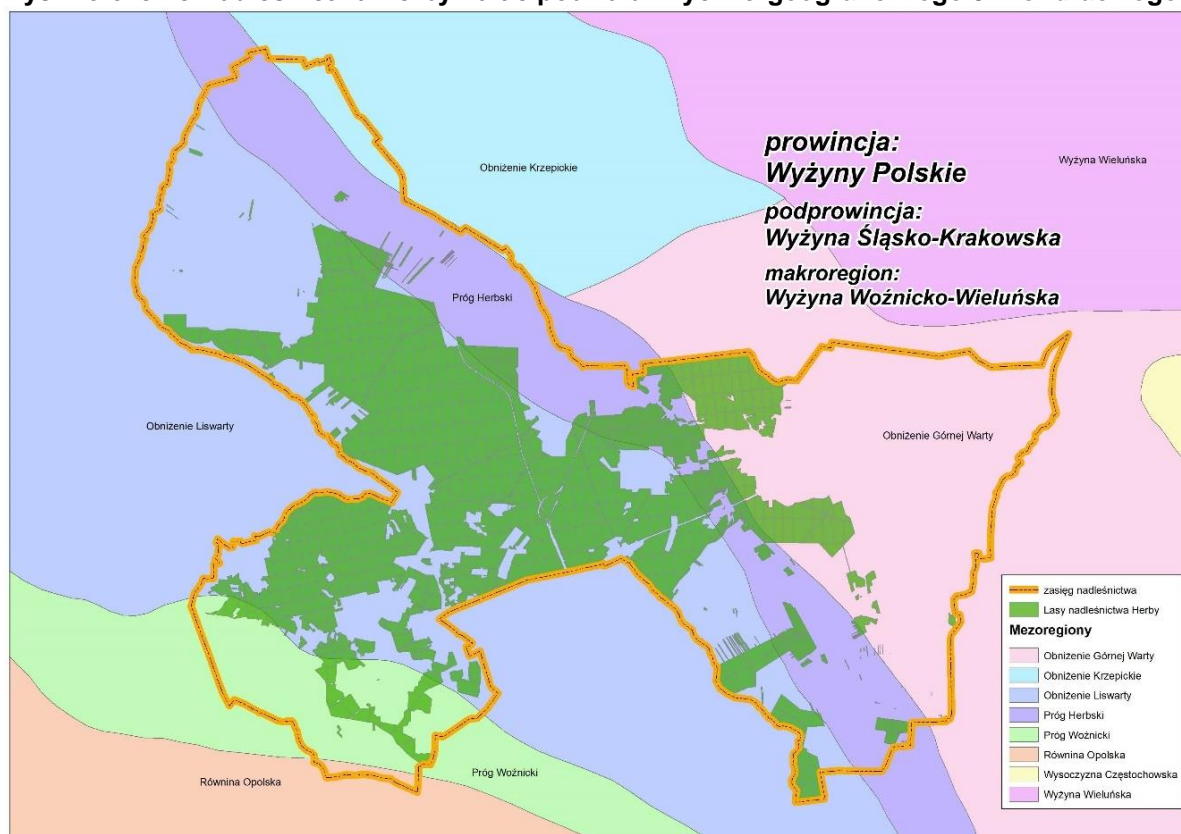 prowincja:
Wyżyny Polskie
podprowincja:
Wyżyna Śląsko-Krakowska
makroregion:
Wyżyna Woźnicko-Wieluńska
Obniżenie Krzepickie
Wyżyna Wieluńska
Próg Herbski
Obniżenie Liswarty
Obniżenie Górnej Warty
Równina Opolska
Próg Woźnicki
zasięg nadleśnictwa
Lasy nadleśnictwa Herby
Mezoregiony
Obniżenie Górnej Warty
Obniżenie Krzepickie
Obniżenie Liswarty
Próg Herbski
Próg Woźnicki
Równina Opolska
Wysoczyzna Częstochowska
Wyżyna Wieluńska